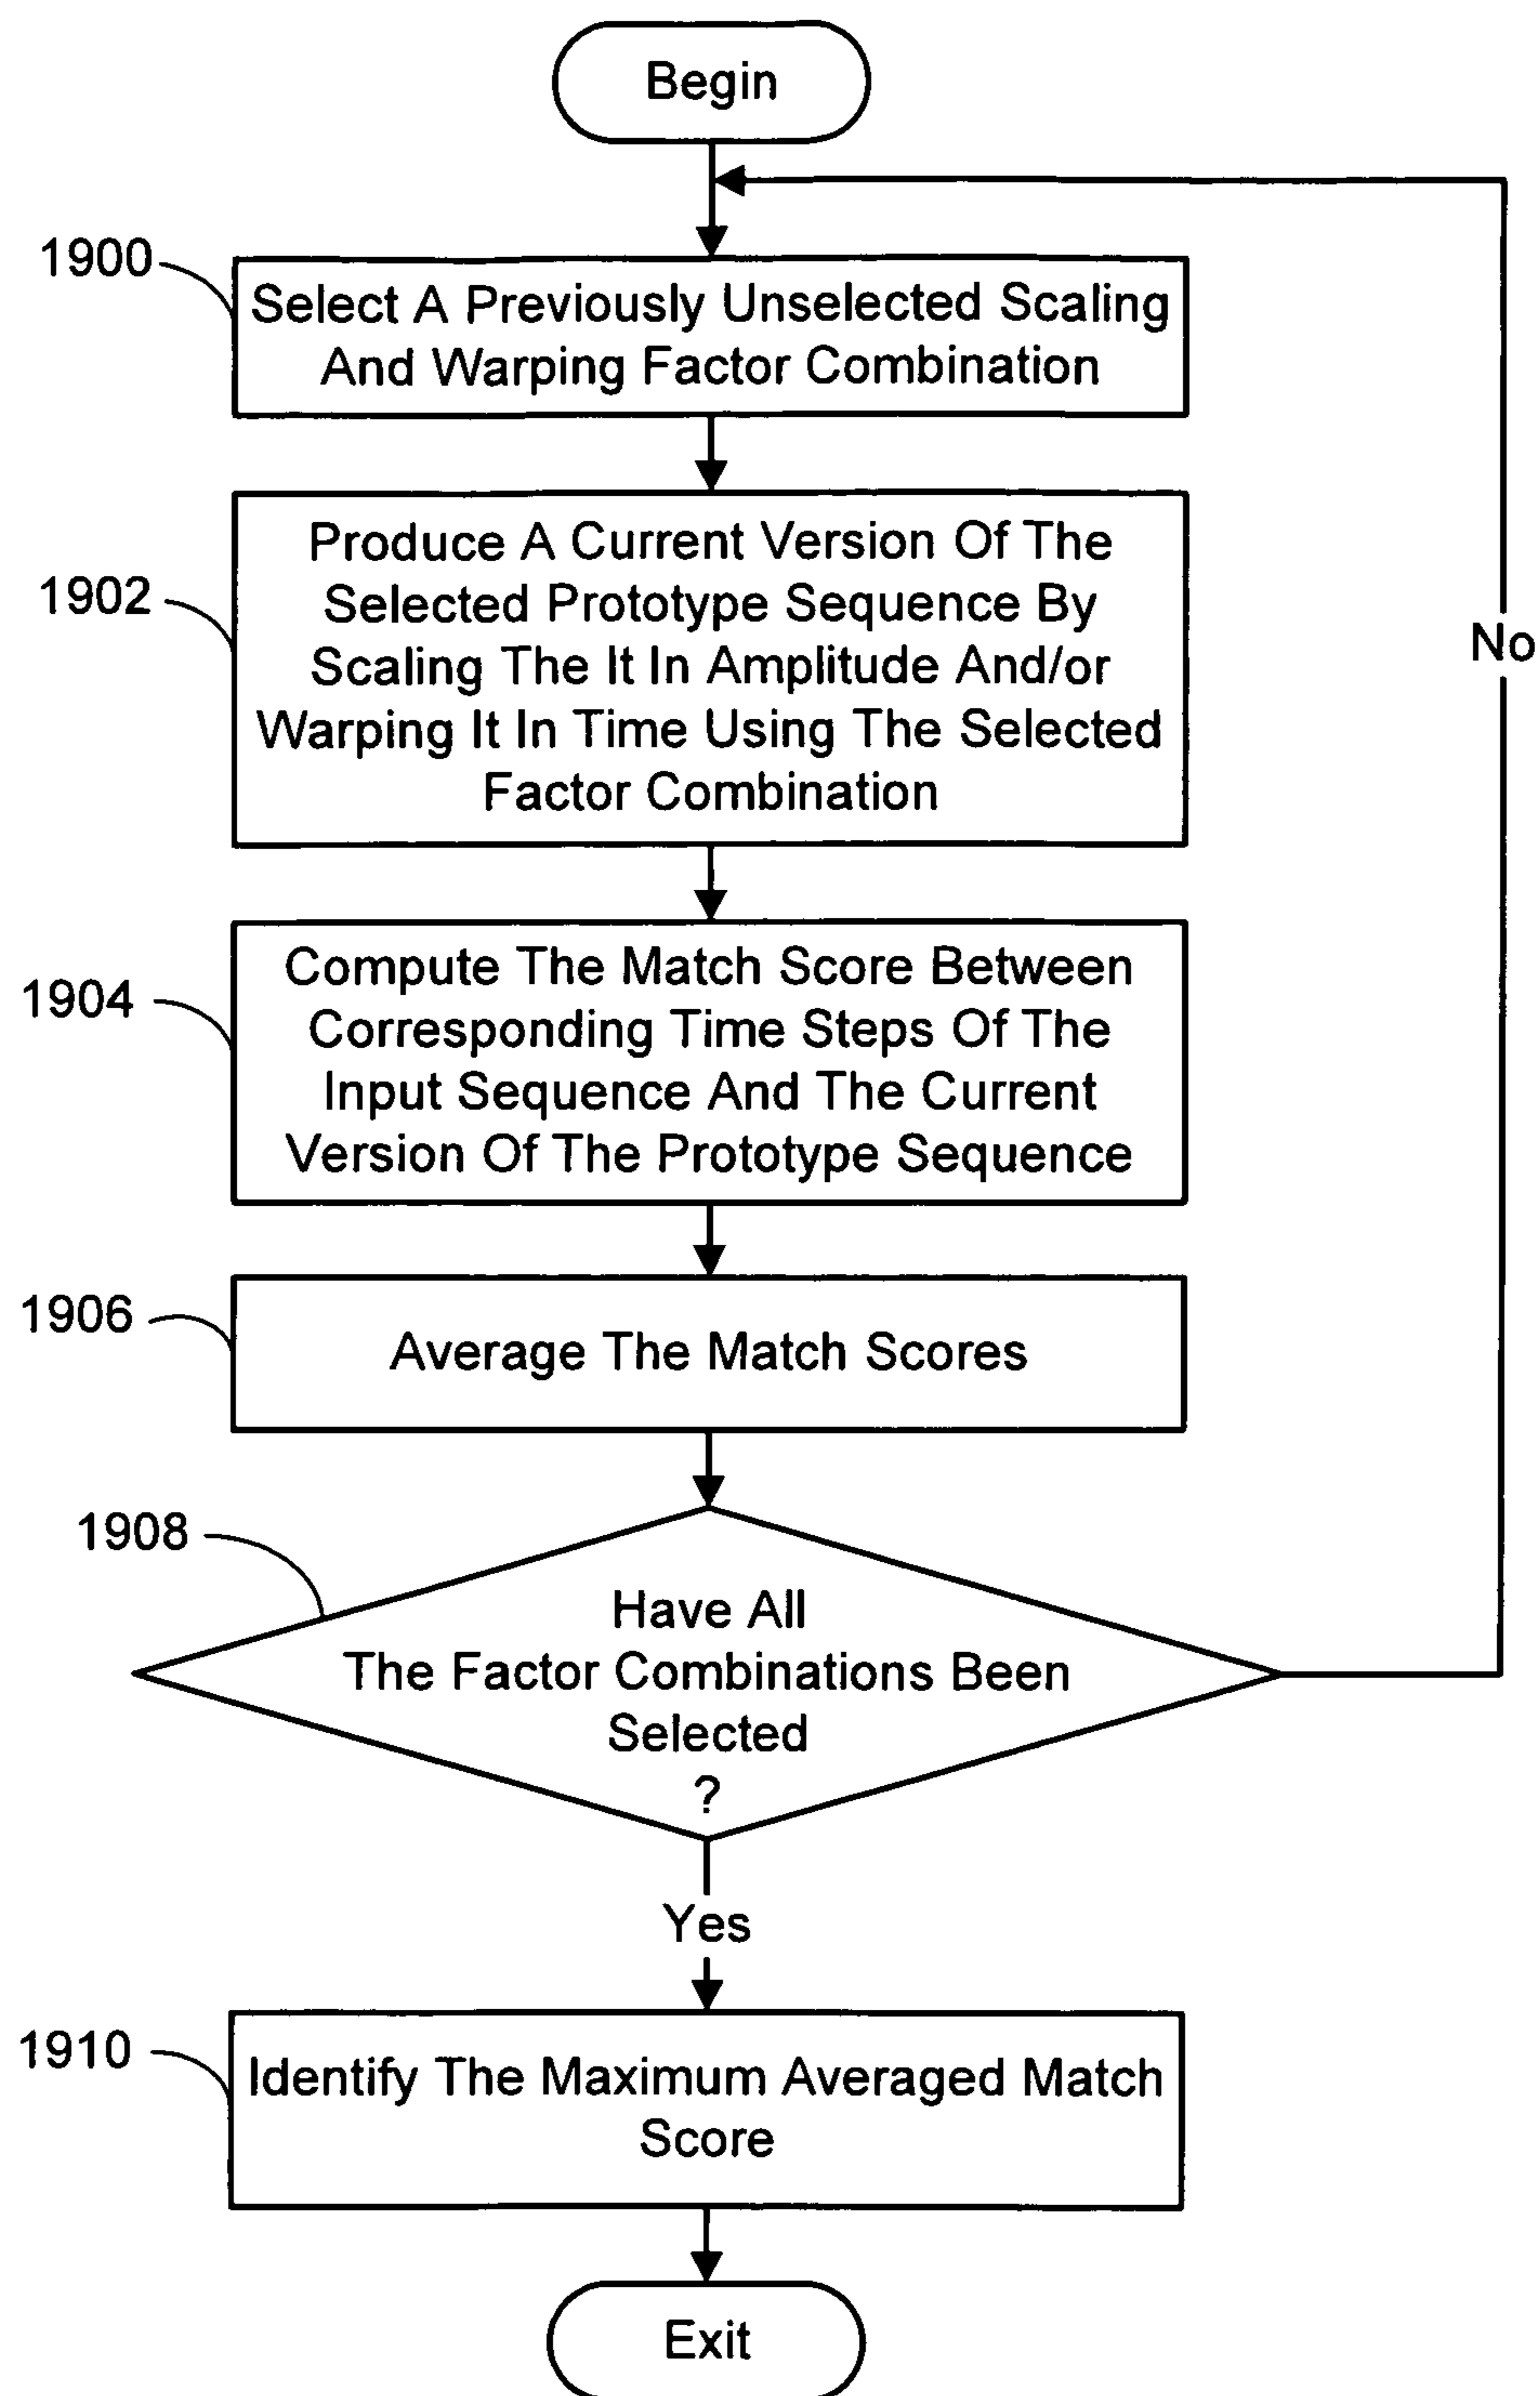 Begin
1900
Select A Previously Unselected Scaling
And Warping Factor Combination
1902
Produce A Current Version Of The
Selected Prototype Sequence By
Scaling The It In Amplitude And/or
Warping It In Time Using The Selected
Factor Combination
No
1904
Compute The Match Score Between
Corresponding Time Steps Of The
Input Sequence And The Current
Version Of The Prototype Sequence
1906
Average The Match Scores
1908
Have All
The Factor Combinations Been
Selected
?
Yes
1910
Identify The Maximum Averaged Match
Score
Exit